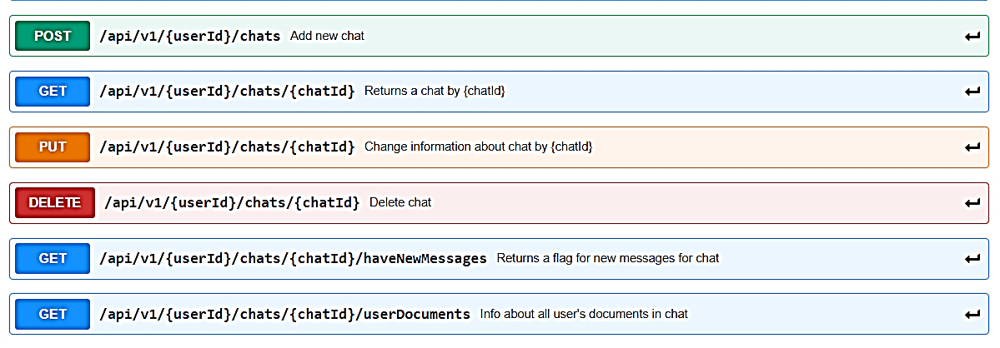 POST /api/v1/{userId}/chats Add new chat
GET /api/v1/{userId}/chats/{chatId} Returns a chat by {chatId}
PUT /api/v1/{userId}/chats/{chatId} Change information about chat by {chatId}
DELETE /api/v1/{userId}/chats/{chatId} Delete chat
GET /api/v1/{userId}/chats/{chatId}/haveNewMessages Returns a flag for new messages for chat
GET /api/v1/{userId}/chats/{chatId}/userDocuments Info about all user's documents in chat